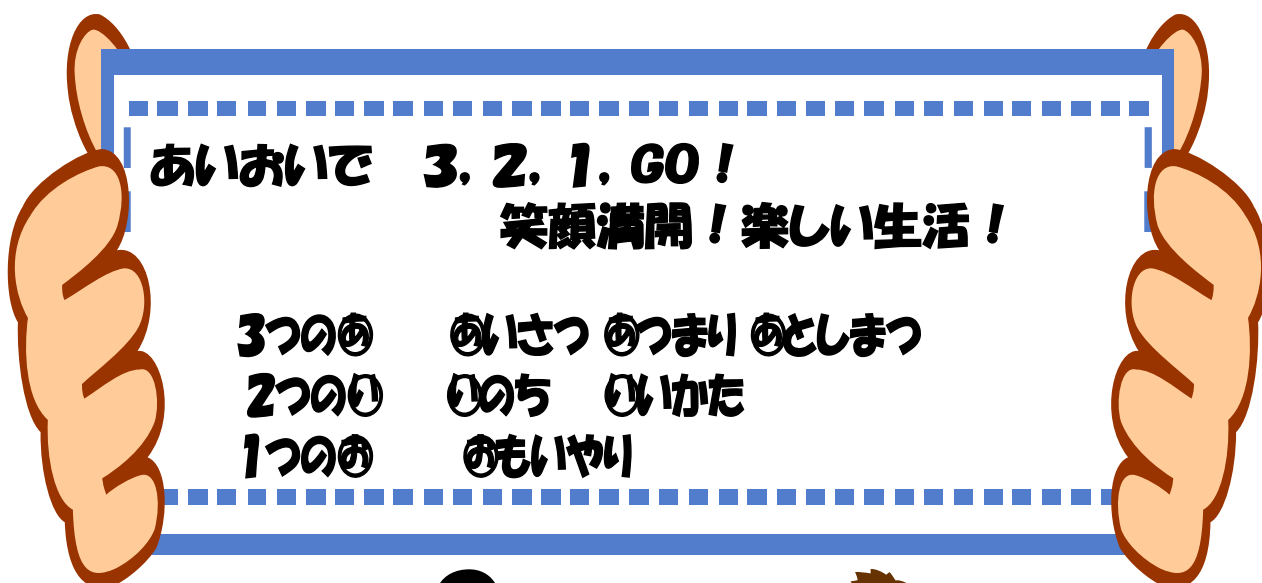 あいおいで　3, 2, 1, GO！
笑顔満開！楽しい生活！
3つのあ　　あいさつ　あつまり　あとしまつ
2つのい　　いのち　いいかた
1つのお　　おもいやり